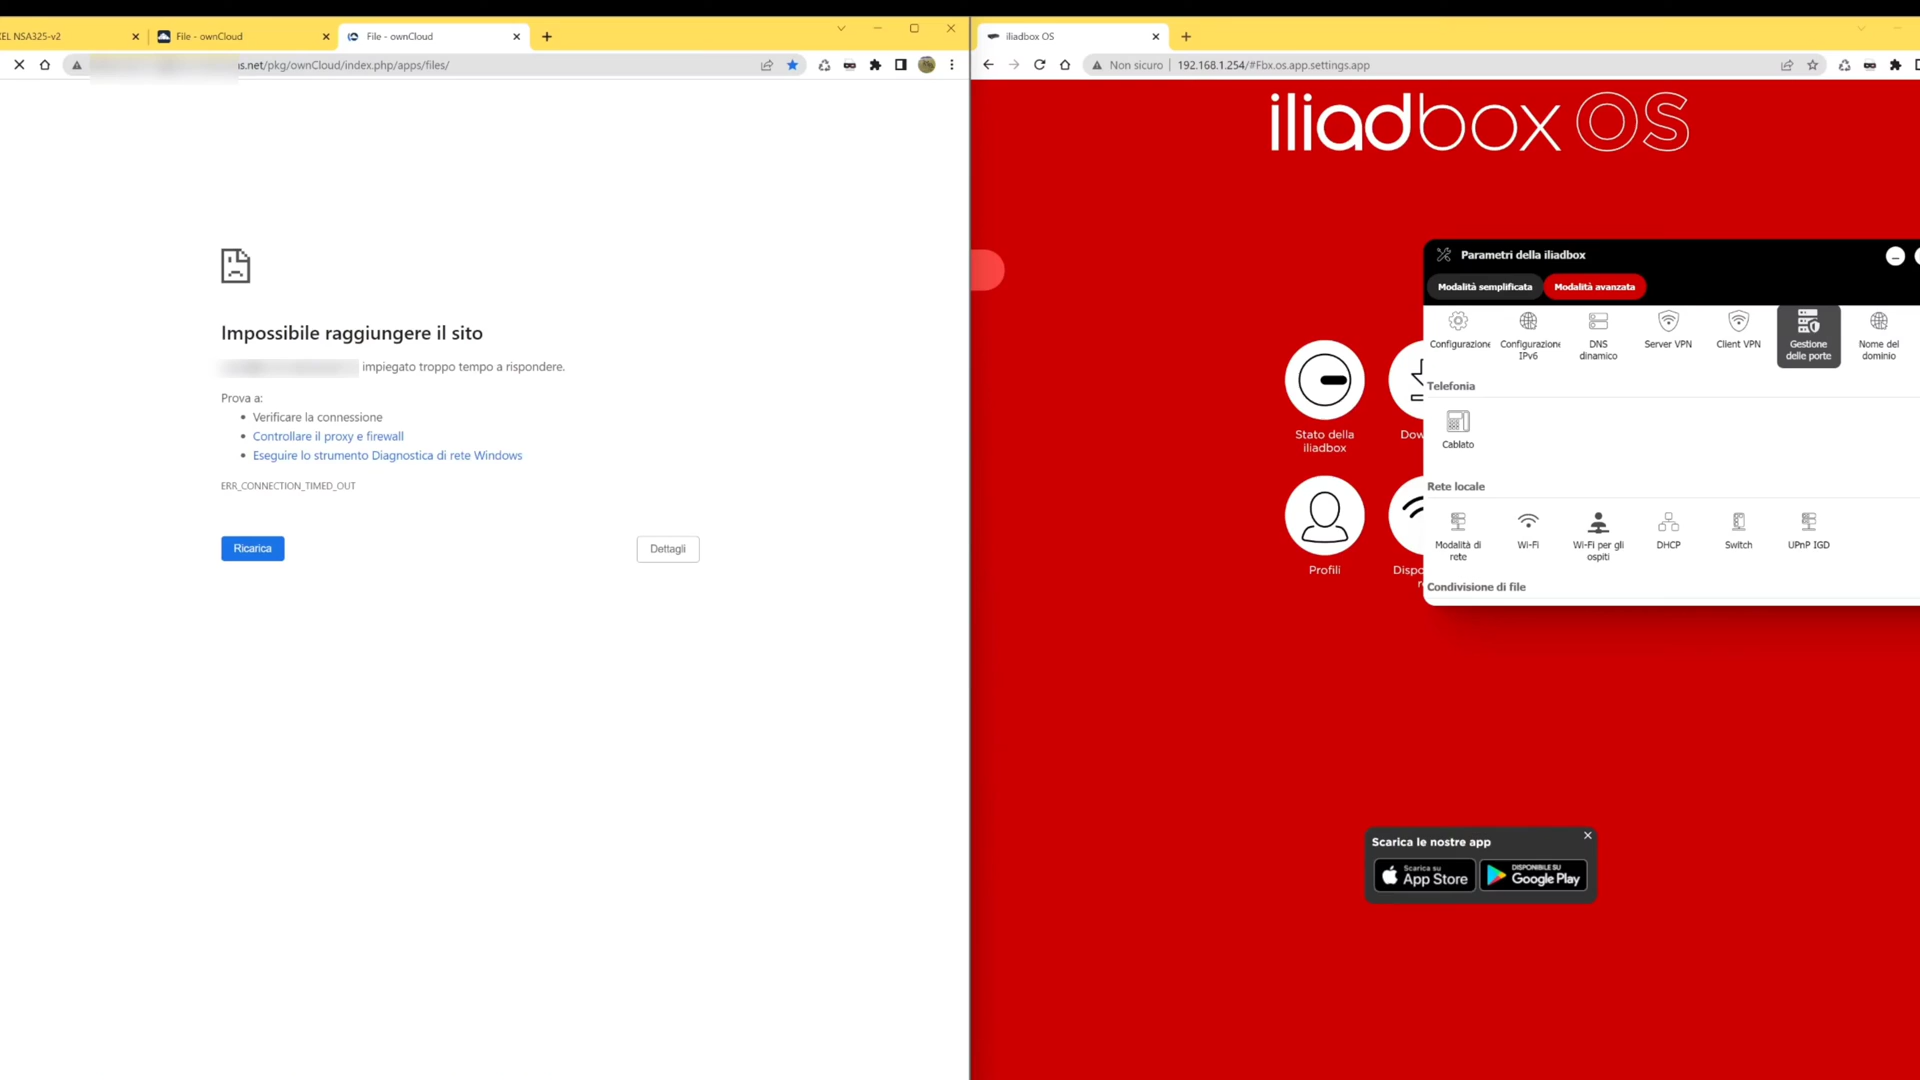 EL NSA325-v2
File - ownCloud
File - ownCloud
s.net/pkg/ownCloud/index.php/apps/files/
Impossibile raggiungere il sito
impiegato troppo tempo a rispondere.
Prova a:
Verificare la connessione
Controllare il proxy e firewall
Eseguire lo strumento Diagnostica di rete Windows
ERR_CONNECTION_TIMED_OUT
Ricarica
Dettagli
iliadbox OS
Non sicuro
192.168.1.254/#Fbx.os.app.settings.app
iliadbox OS
Parametri della iliadbox
Modalità semplificata
Modalità avanzata
Configurazione
Configurazione
IPv6
DNS
dinamico
Server VPN
Client VPN
Gestione
delle porte
Nome del
dominio
Telefonia
Cablato
Rete locale
Modalità di
rete
Wi-Fi
Wi-Fi per gli
ospiti
DHCP
Switch
UPnP IGD
Condivisione di file
Stato della
iliadbox
Dow
Profili
Dispo
r
Scarica le nostre app
Scarica su
App Store
DISPONIBILE SU
Google Play